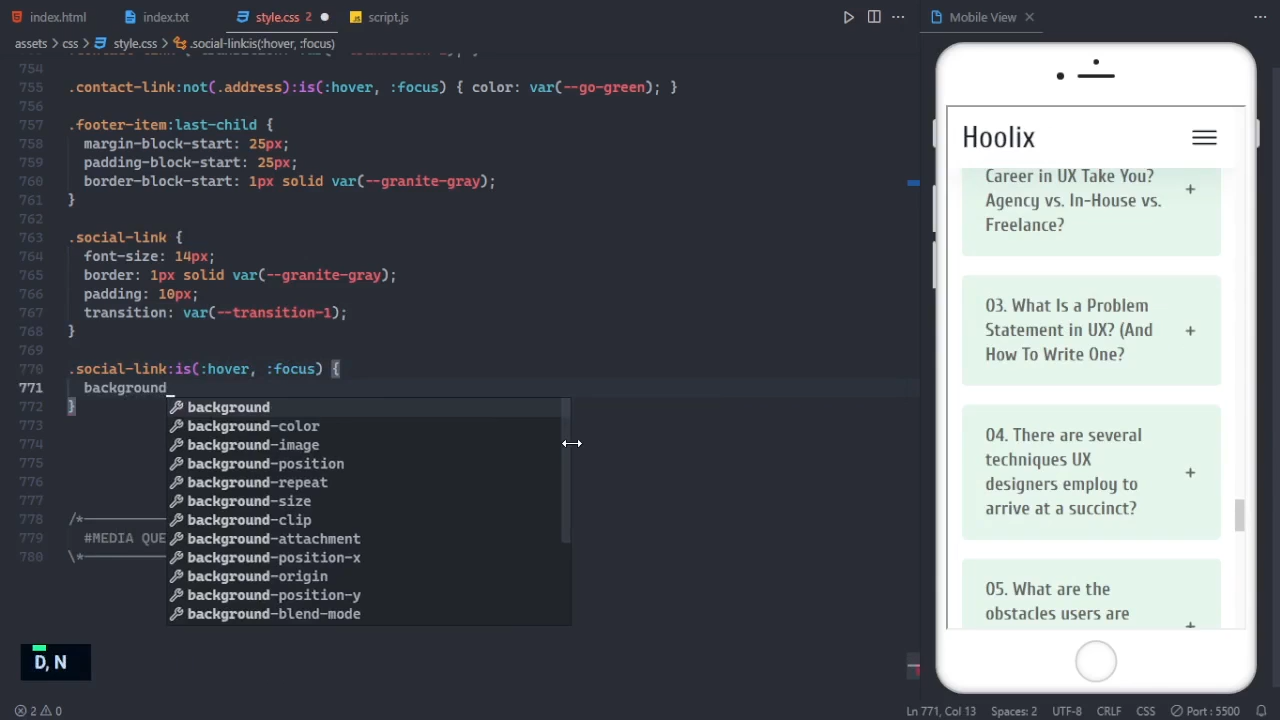 index.html
index.txt
style.css 2
script.js
Mobile View
assets > css > style.css > .social-link:is(:hover, :focus)
754
755 .contact-link:not(.address):is(:hover, :focus) { color: var(--go-green); }
756
757 .footer-item:last-child {
758 margin-block-start: 25px;
759 padding-block-start: 25px;
760 border-block-start: 1px solid var(--granite-gray);
761 }
762
763 .social-link {
764 font-size: 14px;
765 border: 1px solid var(--granite-gray);
766 padding: 10px;
767 transition: var(--transition-1);
768 }
769
770 .social-link:is(:hover, :focus) {
771 background
772 }
773
774
775
776
777
778 /*
779 #MEDIA QUE
780 \*
background
background-color
background-image
background-position
background-repeat
background-size
background-clip
background-attachment
background-position-x
background-origin
background-position-y
background-blend-mode
D, N
Hoolix
Career in UX Take You?
Agency vs. In-House vs.
Freelance?
+
03. What Is a Problem
Statement in UX? (And
How To Write One?
+
04. There are several
techniques UX
designers employ to
arrive at a succinct?
+
05. What are the
obstacles users are
+
2 0
Ln 771, Col 13
Spaces: 2
UTF-8
CRLF
CSS
Port : 5500